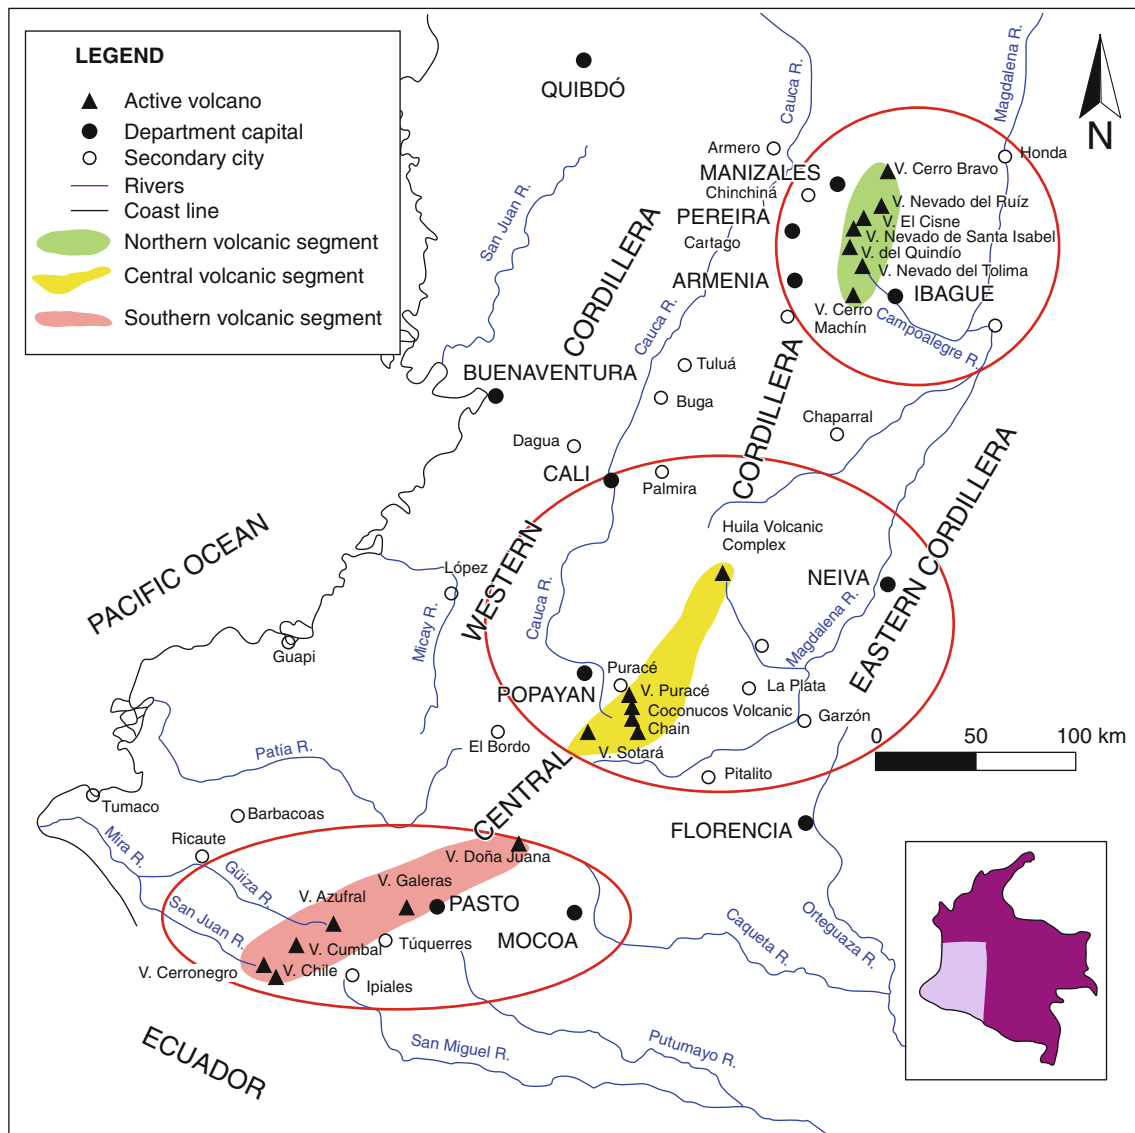 LEGEND
Active volcano
Department capital
Secondary city
Rivers
Coast line
Northern volcanic segment
Central volcanic segment
Southern volcanic segment
QUIBDÓ
Cauca R.
Magdalena R.
N
Armero
Honda
MANIZALES
V. Cerro Bravo
Chinchiná
V. Nevado del Ruíz
PEREIRA
V. El Cisne
Cartago
V. Nevado de Santa Isabel
V. del Quindío
ARMENIA
V. Nevado del Tolima
IBAGUE
V. Cerro
Machín
Campoalegre R.
San Juan R.
CORDILLERA
Cauca R.
BUENAVENTURA
Tuluá
Buga
CORDILLERA
Chaparral
Dagua
CALI
Palmira
PACIFIC OCEAN
WESTERN
Huila Volcanic
Complex
EASTERN CORDILLERA
López
NEIVA
Micay R.
Cauca R.
Magdalena R.
Guapi
Puracé
POPAYAN
V. Puracé
La Plata
Coconucos Volcanic
Chain
Garzón
El Bordo
V. Sotará
Pitalito
0
50
100 km
Patía R.
CENTRAL
Tumaco
Barbacoas
FLORENCIA
Mira R.
Ricaute
V. Doña Juana
Güiza R.
V. Galeras
V. Azufral
PASTO
San Juan R.
MOCOA
Túquerres
V. Cumbal
V. Cerronegro
V. Chile
Ipiales
Caqueta R.
Orteguaza R.
ECUADOR
San Miguel R.
Putumayo R.